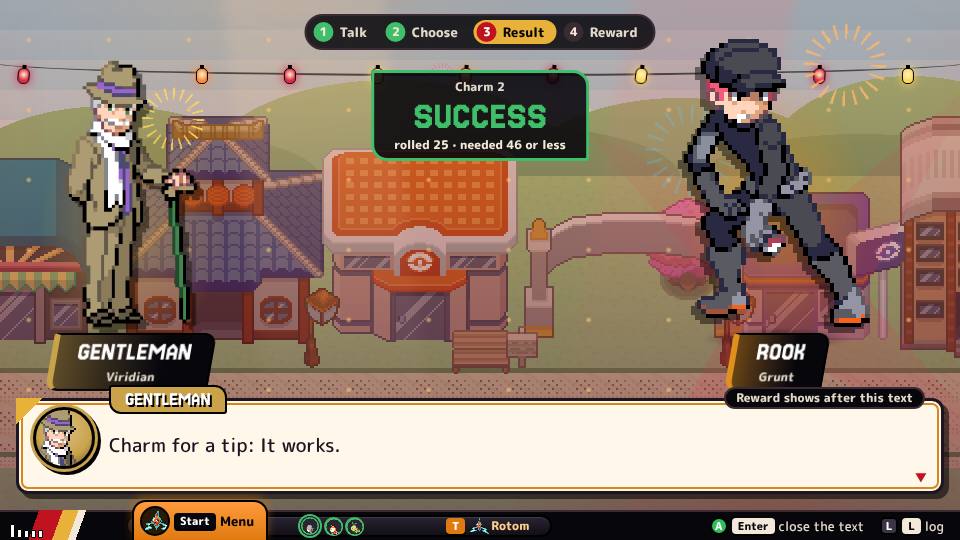 1 Talk 2 Choose 3 Result 4 Reward
Charm 2
SUCCESS
rolled 25 · needed 46 or less
GENTLEMAN
Viridian
ROOK
Grunt
GENTLEMAN
Reward shows after this text
Charm for a tip: It works.
Start Menu
T Rotom
A Enter close the text L L log